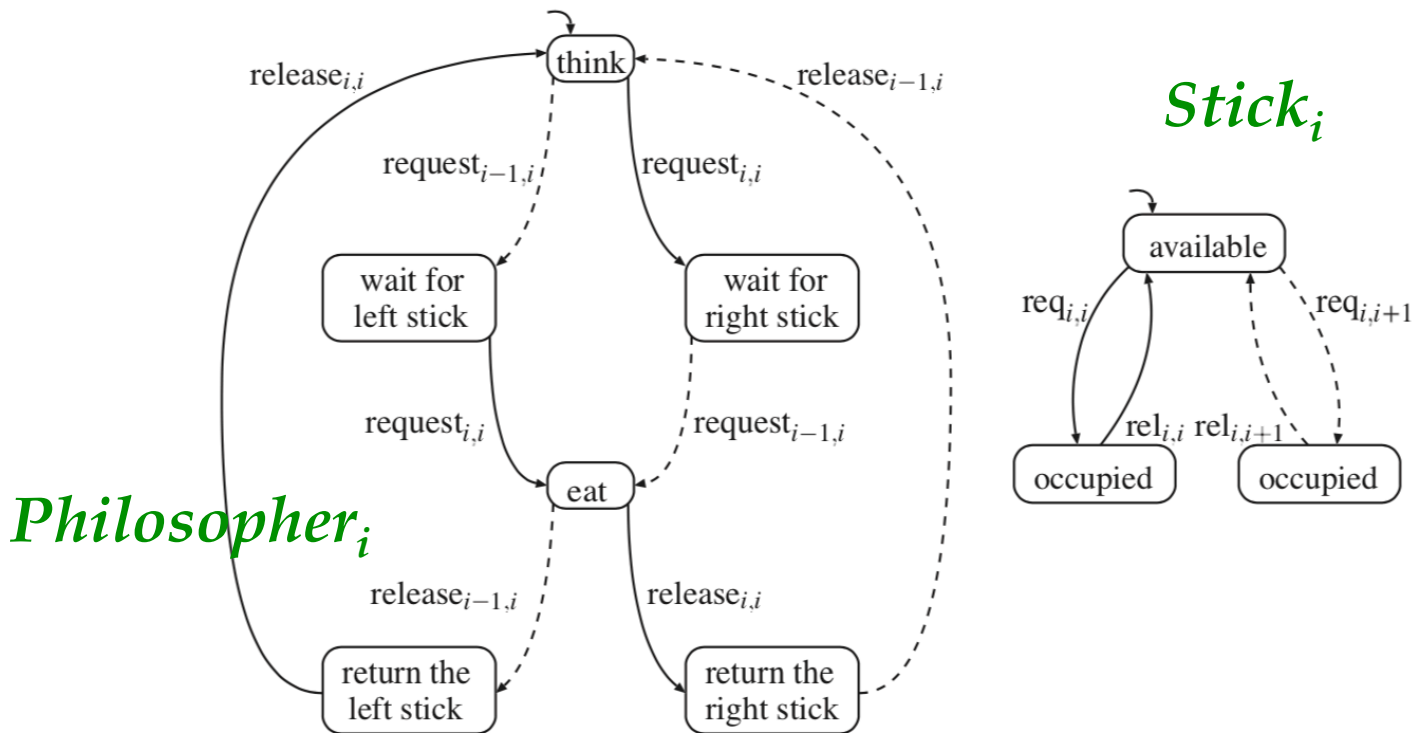 think
release_{i,i}
release_{i−1,i}
Stick_i
request_{i−1,i}
request_{i,i}
available
wait for
left stick
wait for
right stick
req_{i,i}
req_{i,i+1}
request_{i,i}
request_{i−1,i}
rel_{i,i} rel_{i,i+1}
occupied
occupied
eat
Philosopher_i
release_{i−1,i}
release_{i,i}
return the
left stick
return the
right stick